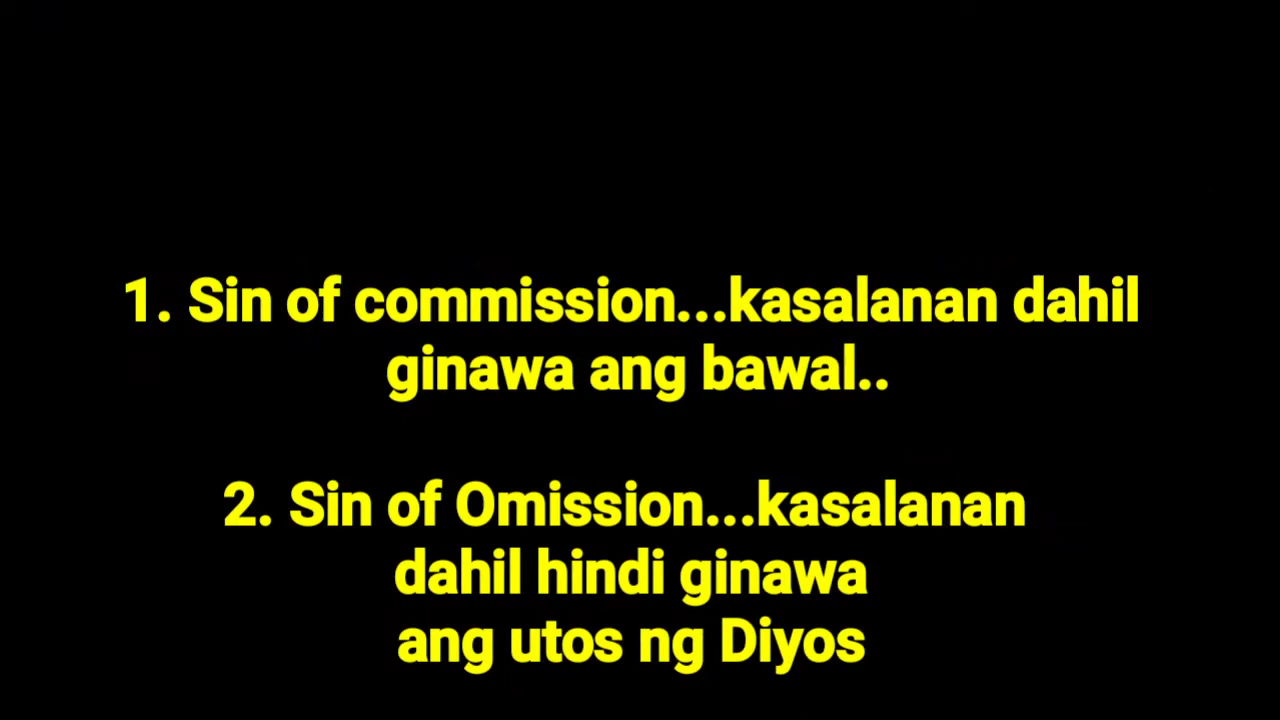 1. Sin of commission...kasalanan dahil
ginawa ang bawal..
2. Sin of Omission...kasalanan
dahil hindi ginawa
ang utos ng Diyos